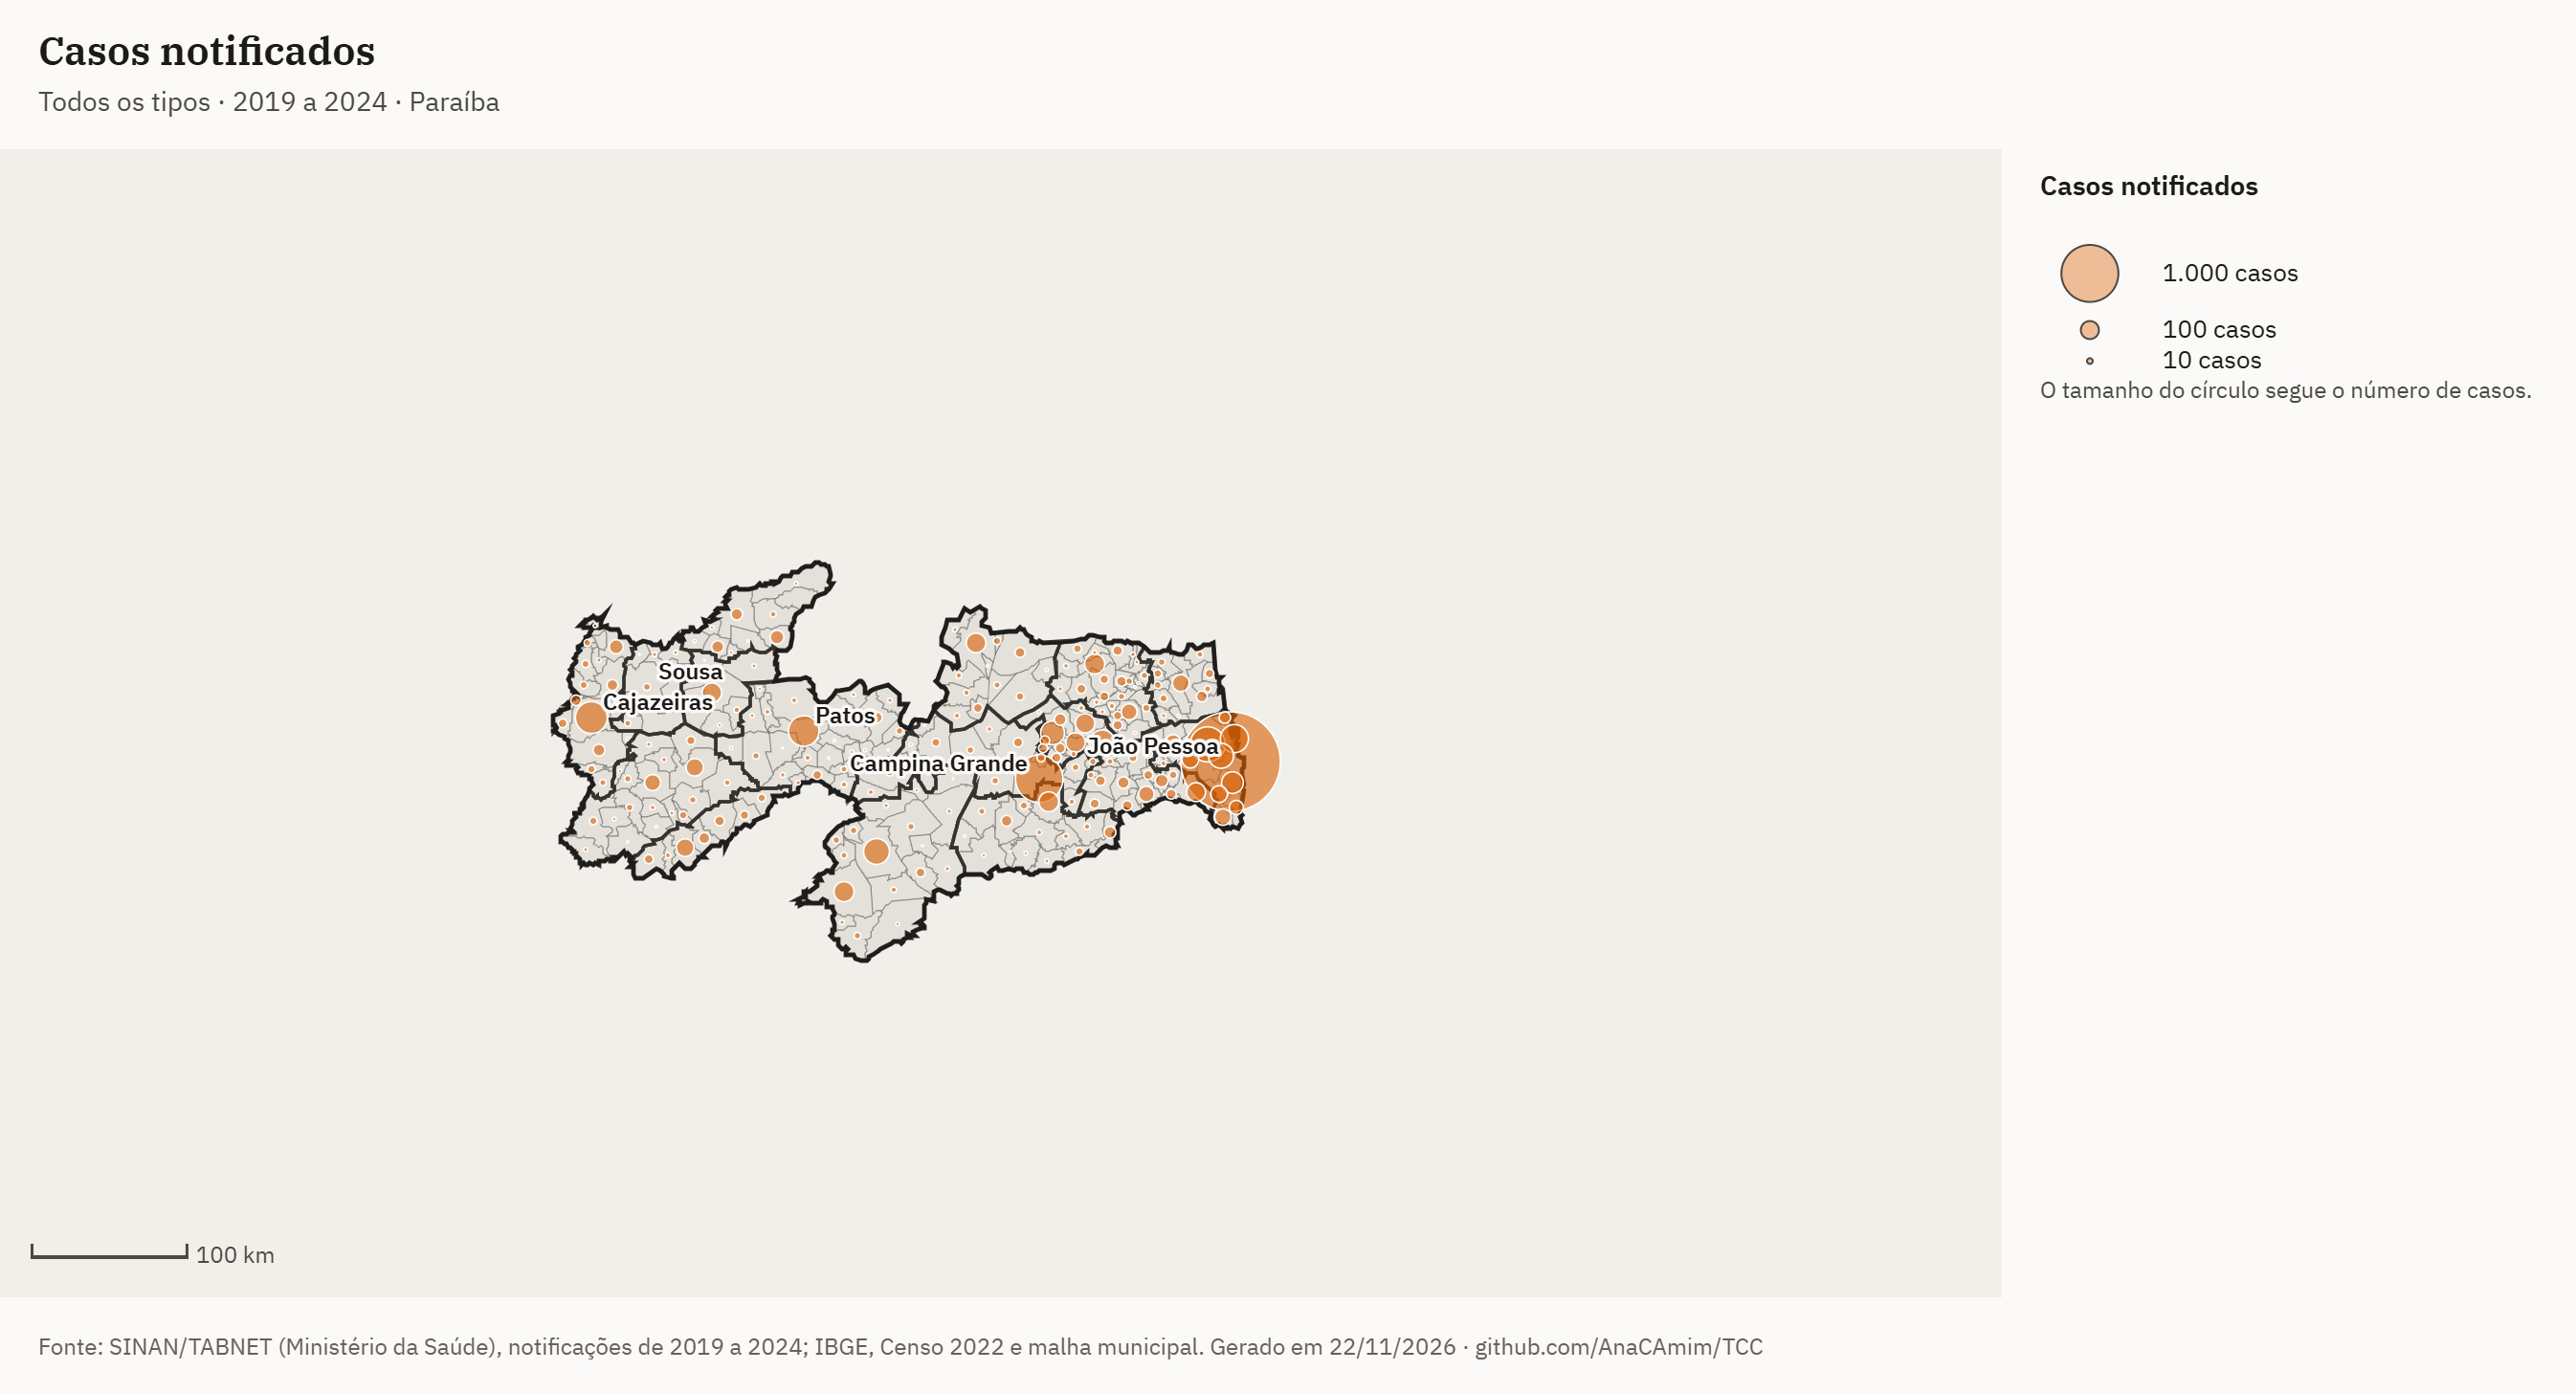 Casos notificados
Todos os tipos · 2019 a 2024 · Paraíba
Casos notificados
1.000 casos
100 casos
10 casos
O tamanho do círculo segue o número de casos.
Sousa
Cajazeiras
Patos
João Pessoa
Campina Grande
100 km
Fonte: SINAN/TABNET (Ministério da Saúde), notificações de 2019 a 2024; IBGE, Censo 2022 e malha municipal. Gerado em 22/11/2026 · github.com/AnaCAmim/TCC